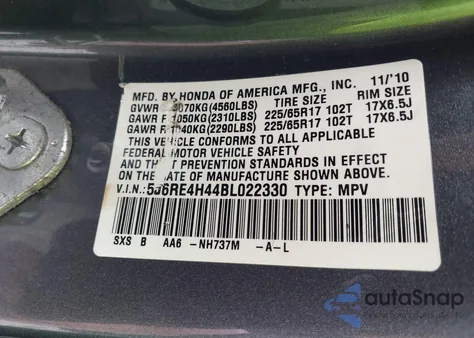 MFD. BY HONDA OF AMERICA MFG., INC. 11/'10
GVWR 2070KG(4560LBS) TIRE SIZE RIM SIZE
GAWR F 1050KG(2310LBS) 225/65R17 102T 17X6.5J
GAWR R 1040KG(2290LBS) 225/65R17 102T 17X6.5J
THIS VEHICLE CONFORMS TO ALL APPLICABLE
FEDERAL MOTOR VEHICLE SAFETY
AND THEFT PREVENTION STANDARDS IN EFFECT
ON THE DATE OF MANUFACTURE SHOWN ABOVE.
V.I.N.: 5J6RE4H44BL022330 TYPE: MPV
SXS B AA6 -NH737M -A-L
autoSnap